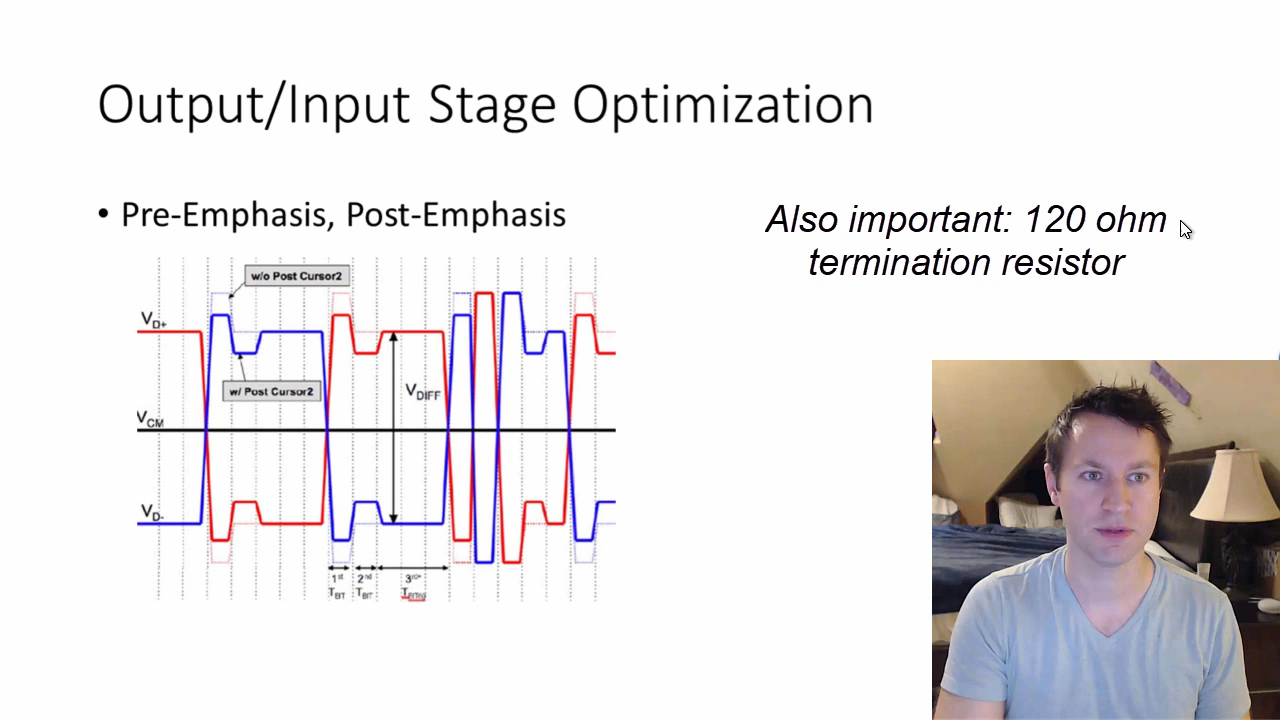 Output/Input Stage Optimization
• Pre-Emphasis, Post-Emphasis
Also important: 120 ohm
termination resistor
w/o Post Cursor2
VD+
w/ Post Cursor2
VDIFF
VCM
VD-
1st 2nd 3rd+
TBIT TBIT